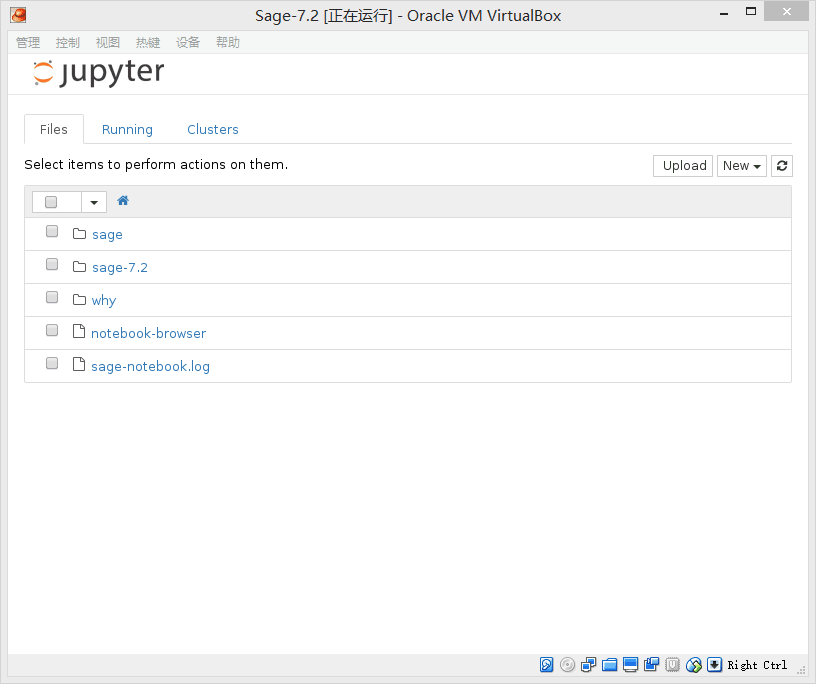 Sage-7.2 [正在运行] - Oracle VM VirtualBox
管理 控制 视图 热键 设备 帮助
jupyter
Files Running Clusters
Select items to perform actions on them. Upload New
sage
sage-7.2
why
notebook-browser
sage-notebook.log
Right Ctrl